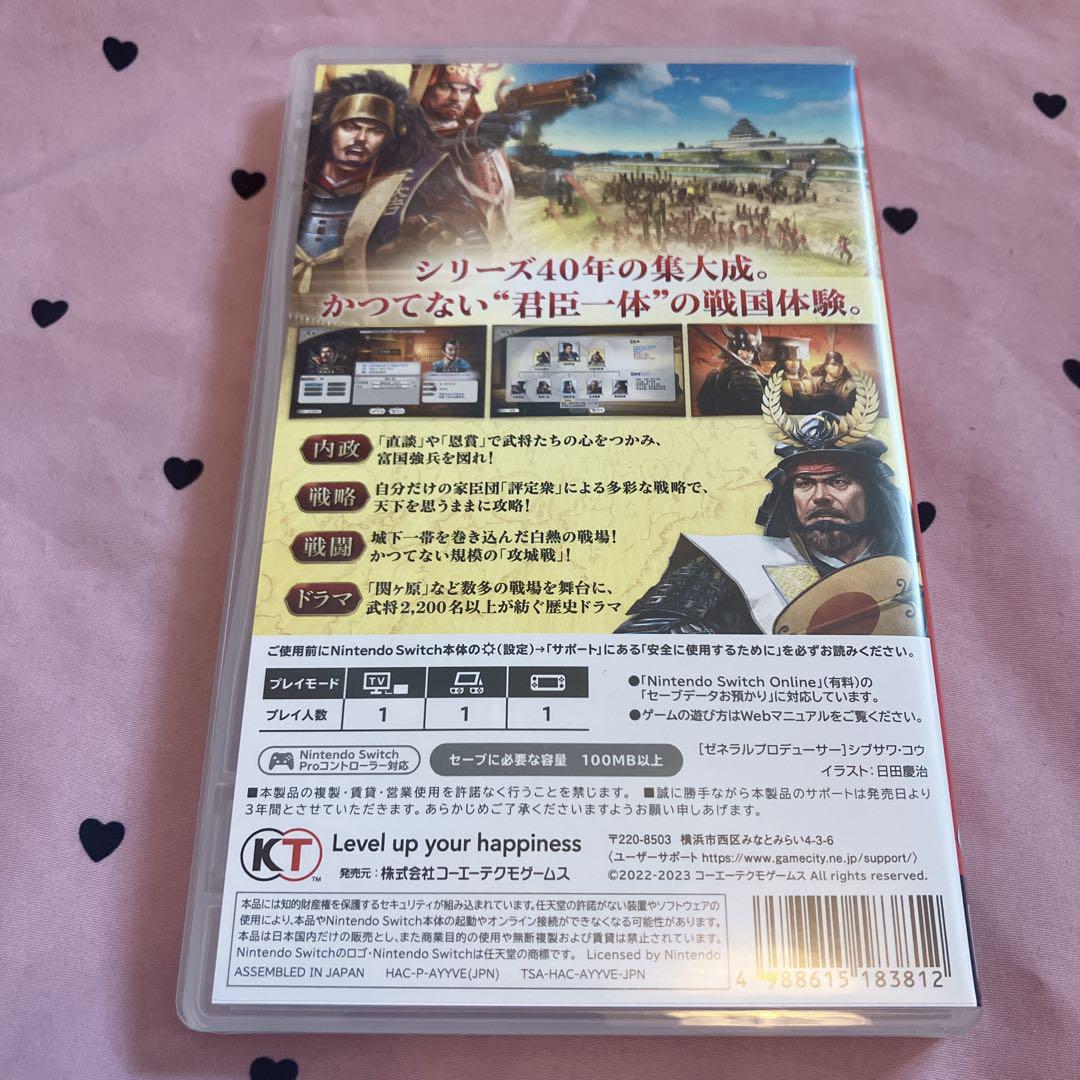 シリーズ40年の集大成。
かつてない“君臣一体”の戦国体験。
内政
「直談」や「恩賞」で武将たちの心をつかみ、
富国強兵を図れ!
戦略
自分だけの家臣団「評定衆」による多彩な戦略で、
天下を思うままに攻略!
戦闘
城下一帯を巻き込んだ白熱の戦場!
かつてない規模の「攻城戦」!
ドラマ
「関ヶ原」など数多の戦場を舞台に、
武将2,200名以上が紡ぐ歴史ドラマ
ご使用前にNintendo Switch本体の(設定)→「サポート」にある「安全に使用するために」を必ずお読みください。
プレイモード TV
プレイ人数 1 1 1
●「Nintendo Switch Online」(有料)の
「セーブデータお預かり」に対応しています。
●ゲームの遊び方はWebマニュアルをご覧ください。
Nintendo Switch
Proコントローラー対応
セーブに必要な容量 100MB以上
[ゼネラルプロデューサー]シブサワ・コウ
イラスト:日田慶治
■本製品の複製・賃貸・営業使用を許諾なく行うことを禁じます。 ■誠に勝手ながら本製品のサポートは発売日より
3年間とさせていただきます。あらかじめご了承くださいますようお願い申しあげます。
KT
TM
Level up your happiness
発売元:株式会社コーエーテクモゲームス
〒220-8503 横浜市西区みなとみらい4-3-6
〈ユーザーサポート https://www.gamecity.ne.jp/support/〉
©2022-2023 コーエーテクモゲームス All rights reserved.
本品には知的財産権を保護するセキュリティが組み込まれています。任天堂の許諾がない装置やソフトウェアの
使用により、本品やNintendo Switch本体の起動やオンライン接続ができなくなる可能性があります。
本品は日本国内だけの販売とし、また商業目的の使用や無断複製および賃貸は禁止されています。
Nintendo Switchのロゴ・Nintendo Switchは任天堂の商標です。 Licensed by Nintendo
ASSEMBLED IN JAPAN HAC-P-AYYVE(JPN) TSA-HAC-AYYVE-JPN
4 988615 183812